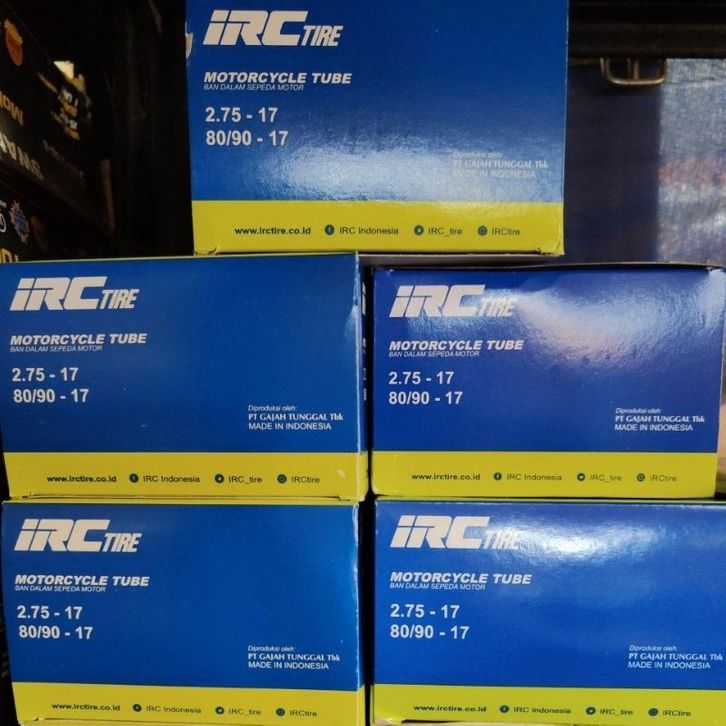 IRC TIRE
MOTORCYCLE TUBE
BAN DALAM SEPEDA MOTOR
2.75 - 17
80/90 - 17
Diproduksi oleh:
PT GAJAH TUNGGAL Tbk
MADE IN INDONESIA
www.irctire.co.id IRC Indonesia IRC_tire IRCtire
IRC TIRE
MOTORCYCLE TUBE
BAN DALAM SEPEDA MOTOR
2.75 - 17
80/90 - 17
Diproduksi oleh:
PT GAJAH TUNGGAL Tbk
MADE IN INDONESIA
www.irctire.co.id IRC Indonesia IRC_tire IRCtire
IRC TIRE
MOTORCYCLE TUBE
BAN DALAM SEPEDA MOTOR
2.75 - 17
80/90 - 17
Diproduksi oleh:
PT GAJAH TUNGGAL Tbk
MADE IN INDONESIA
www.irctire.co.id IRC Indonesia IRC_tire IRCtire
IRC TIRE
MOTORCYCLE TUBE
BAN DALAM SEPEDA MOTOR
2.75 - 17
80/90 - 17
Diproduksi oleh:
PT GAJAH TUNGGAL Tbk
MADE IN INDONESIA
www.irctire.co.id IRC Indonesia IRC_tire IRCtire
IRC TIRE
MOTORCYCLE TUBE
BAN DALAM SEPEDA MOTOR
2.75 - 17
80/90 - 17
Diproduksi oleh:
PT GAJAH TUNGGAL Tbk
MADE IN INDONESIA
www.irctire.co.id IRC Indonesia IRC_tire IRCtire